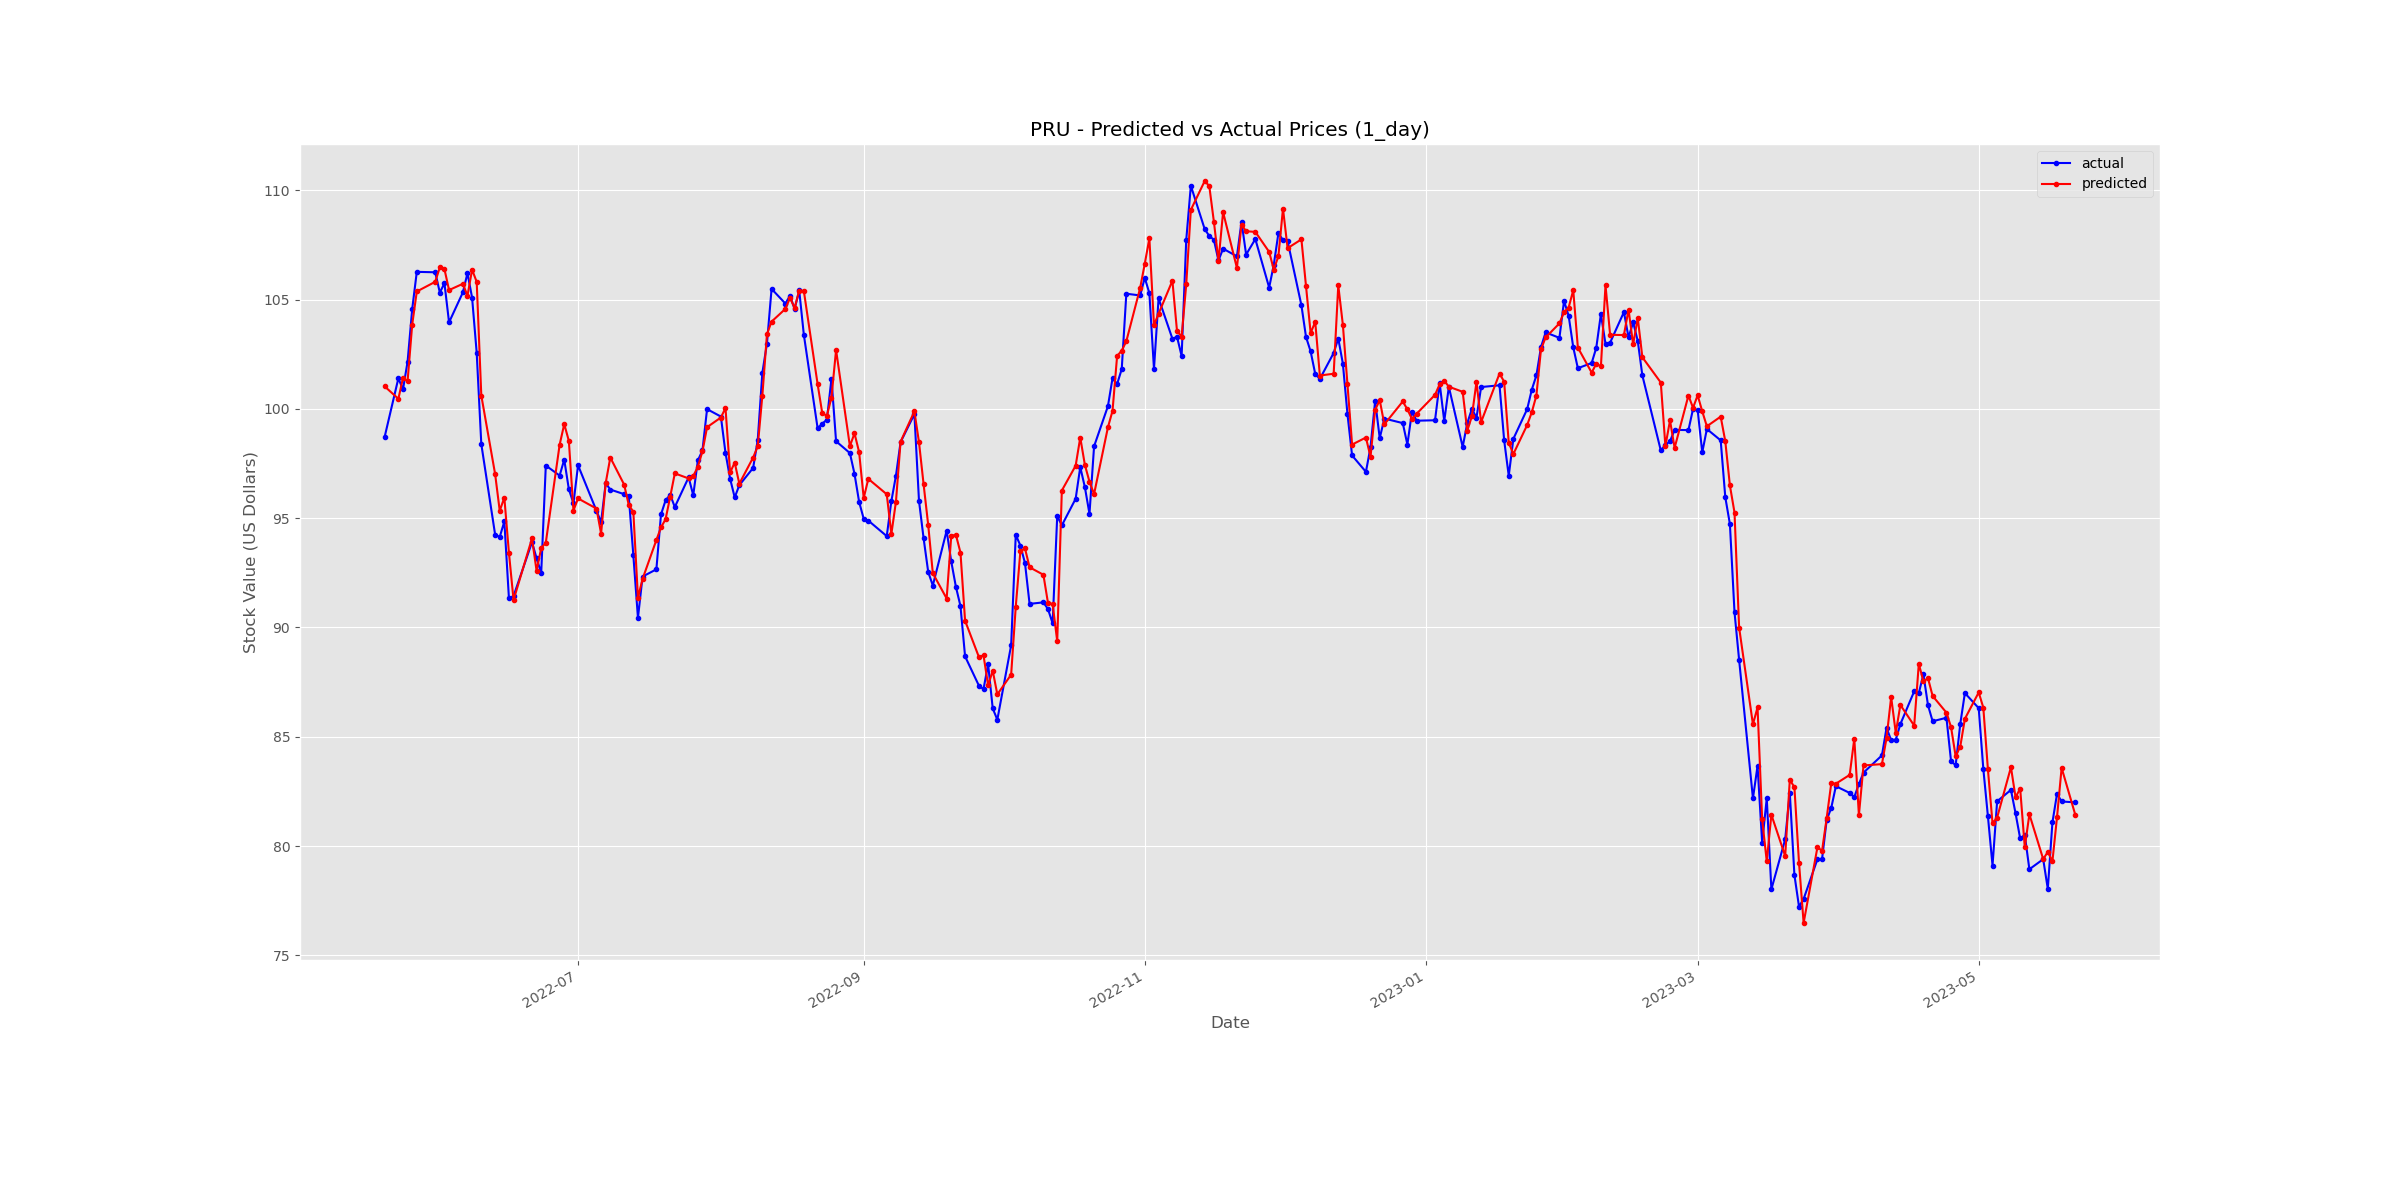 PRU - Predicted vs Actual Prices (1_day)
actual
predicted
110
105
100
95
90
85
80
75
Stock Value (US Dollars)
2022-07
2022-09
2022-11
2023-01
2023-03
2023-05
Date